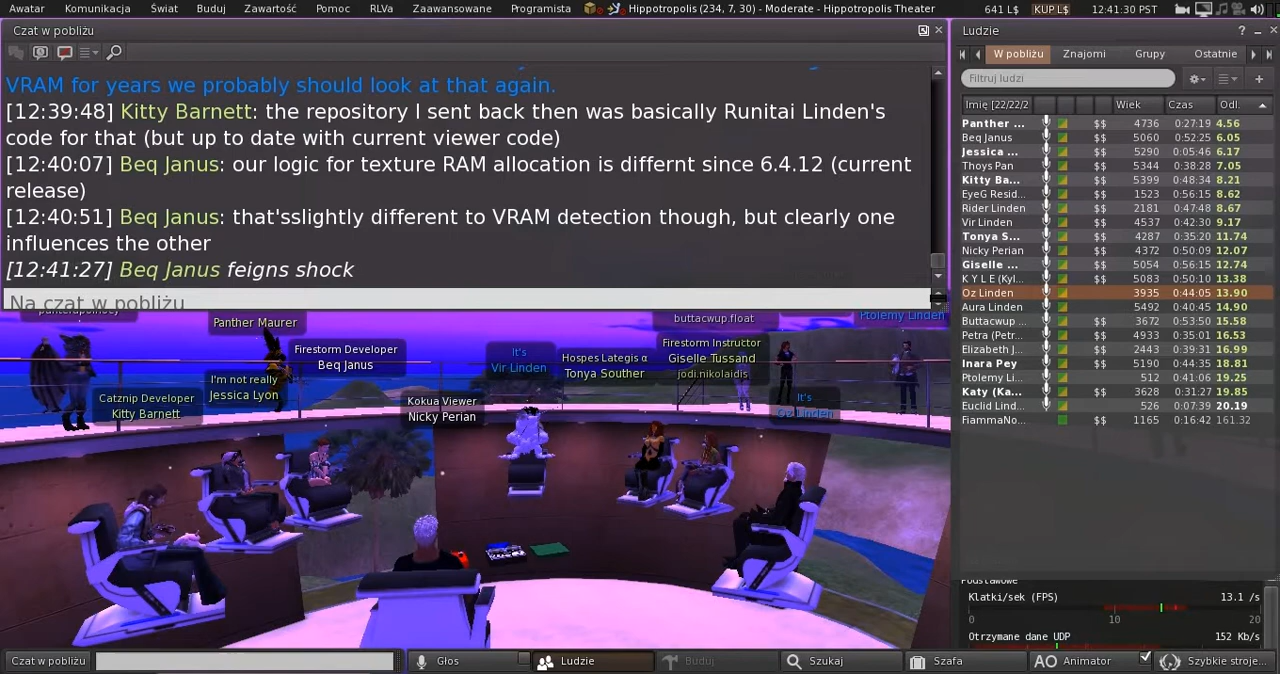 Awatar Komunikacja Świat Buduj Zawartość Pomoc RLVa Zaawansowane Programista Hippotropolis (234, 7, 30) - Moderate - Hippotropolis Theater 641 L$ KUP L$ 12:41:30 PST
Czat w pobliżu
VRAM for years we probably should look at that again.
[12:39:48] Kitty Barnett: the repository I sent back then was basically Runitai Linden's
code for that (but up to date with current viewer code)
[12:40:07] Beq Janus: our logic for texture RAM allocation is differnt since 6.4.12 (current
release)
[12:40:51] Beq Janus: that'sslightly different to VRAM detection though, but clearly one
influences the other
[12:41:27] Beq Janus feigns shock
Na czat w pobliżu
Ludzie
W pobliżu Znajomi Grupy Ostatnie
Filtruj ludzi
Imię [22/22/2 Wiek Czas Odl.
Panther ... $$ 4736 0:27:19 4.56
Beq Janus $$ 5060 0:52:25 6.05
Jessica ... $$ 5290 0:05:46 6.17
Thoys Pan $$ 5344 0:38:28 7.05
Kitty Ba... $$ 5399 0:48:34 8.21
EyeG Resid... $$ 1523 0:56:15 8.62
Rider Linden $$ 2181 0:47:48 8.67
Vir Linden $$ 4537 0:42:30 9.17
Tonya S... $$ 4287 0:35:20 11.74
Nicky Perian $$ 4372 0:50:09 12.07
Giselle ... $$ 5054 0:56:15 12.74
K Y L E (Kyl... $$ 5083 0:50:10 13.38
Oz Linden 3935 0:44:05 13.90
Aura Linden 5492 0:40:45 14.90
Buttacwup ... $$ 3672 0:53:50 15.58
Petra (Petr... $$ 4933 0:35:01 16.53
Elizabeth J... $$ 2443 0:39:31 16.99
Inara Pey $$ 5190 0:44:35 18.81
Ptolemy Li... 512 0:41:06 19.25
Katy (Ka... $$ 3628 0:31:27 19.85
Euclid Lind... 526 0:07:39 20.19
FiammaNo... $$ 1165 0:16:42 161.32
Panther Maurer
buttacwup.float
Ptolemy Linden
Firestorm Developer
Beq Janus
It's
Vir Linden
Hospes Lategis α
Tonya Souther
Firestorm Instructor
Giselle Tussand
jodi.nikolaidis
I'm not really
Jessica Lyon
Catznip Developer
Kitty Barnett
Kokua Viewer
Nicky Perian
It's
Oz Linden
Podstawowe
Klatki/sek (FPS) 13.1 /s
0 10 20
Otrzymane dane UDP 152 Kb/s
Czat w pobliżu Głos Ludzie Buduj Szukaj Szafa AO Animator Szybkie stroje...